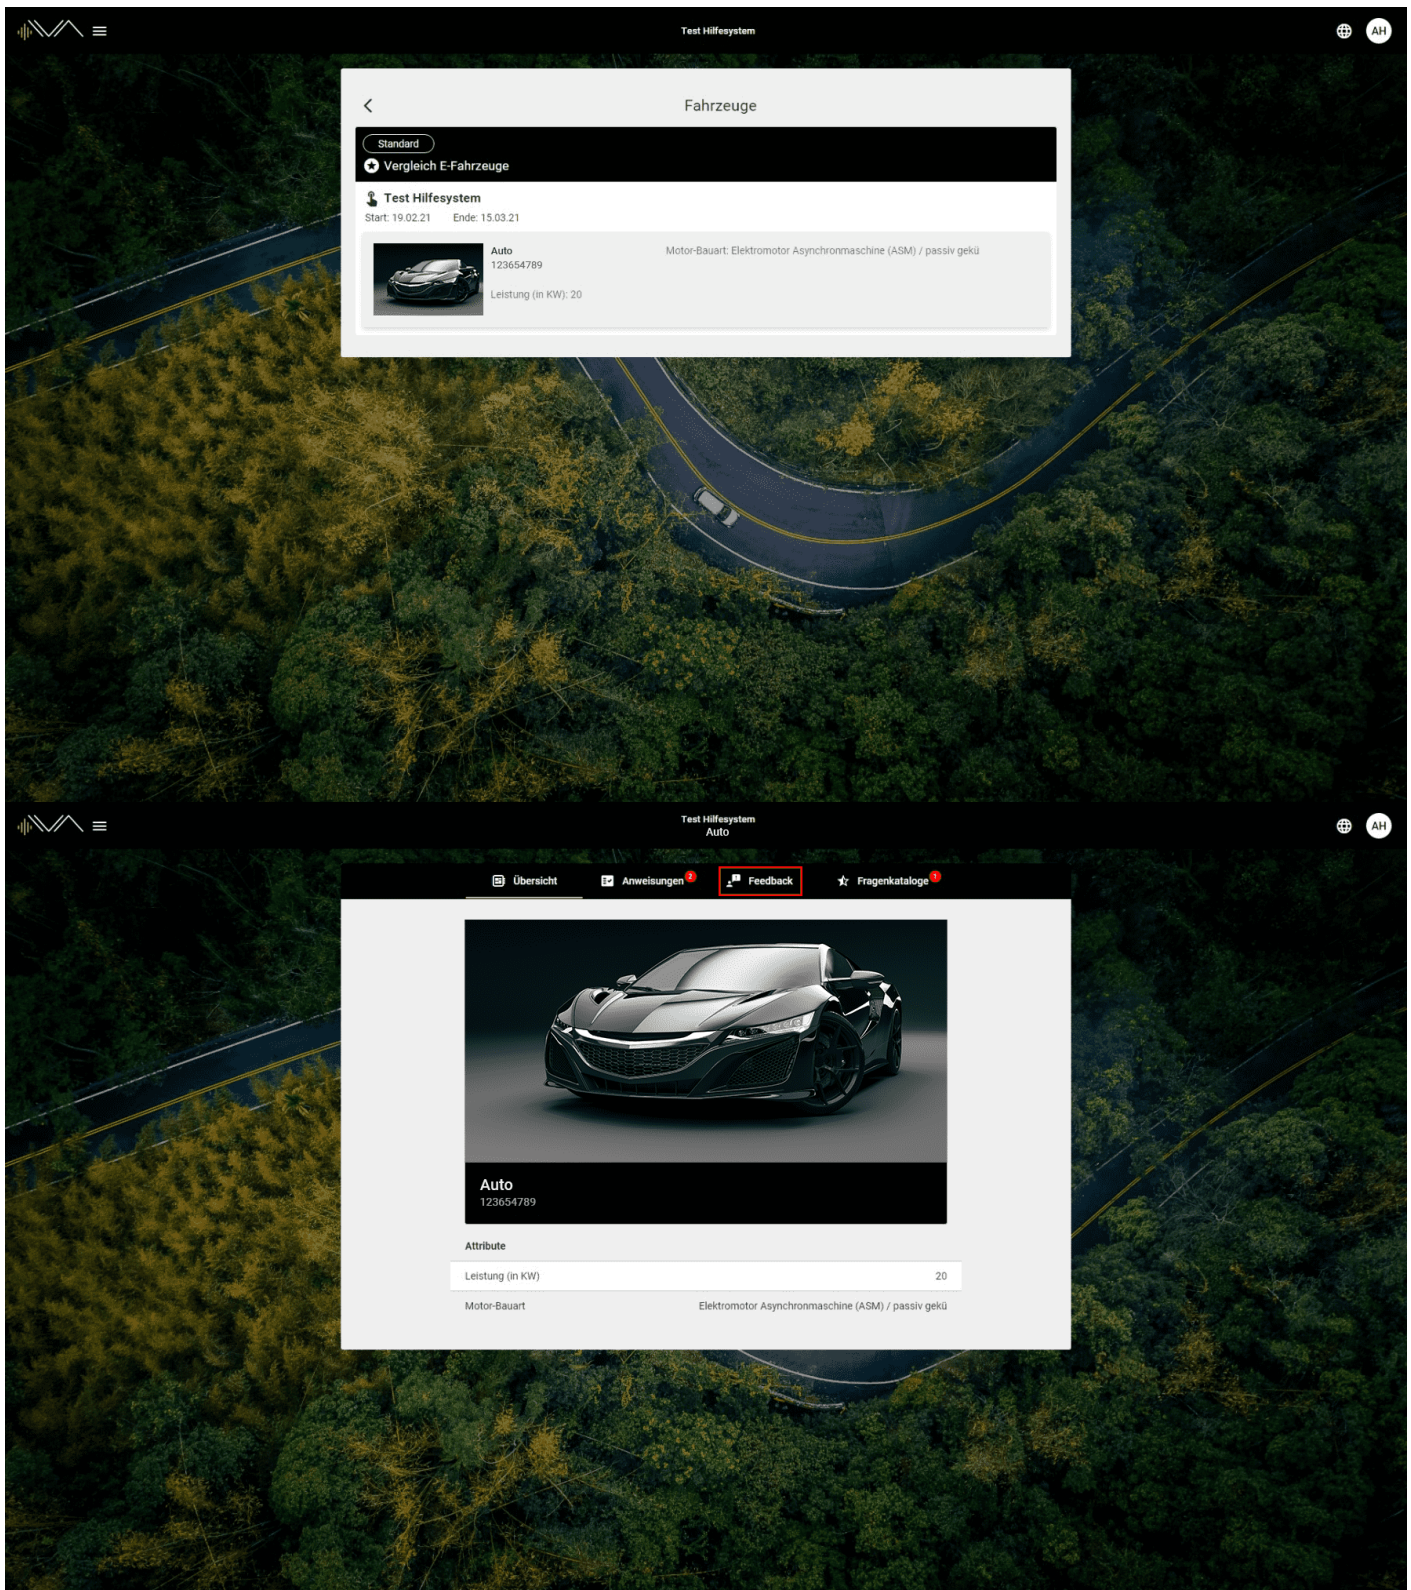 Test Hilfesystem
AH
Fahrzeuge
Standard
Vergleich E-Fahrzeuge
Test Hilfesystem
Start: 19.02.21 Ende: 15.03.21
Auto
123654789
Leistung (in KW): 20
Motor-Bauart: Elektromotor Asynchronmaschine (ASM) / passiv gekü
Test Hilfesystem
Auto
AH
Übersicht Anweisungen 2 Feedback Fragenkataloge 1
Auto
123654789
Attribute
Leistung (in KW) 20
Motor-Bauart Elektromotor Asynchronmaschine (ASM) / passiv gekü